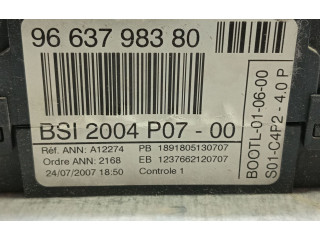 96 637 983 80
BSI 2004 P07 - 00
Réf. ANN: A12274 PB 1891805130707
Ordre ANN: 2168 EB 1237662120707
24/07/2007 18:50 Controle 1
BOOTL-01-06-00
S01-C4P2 - 4.0 P